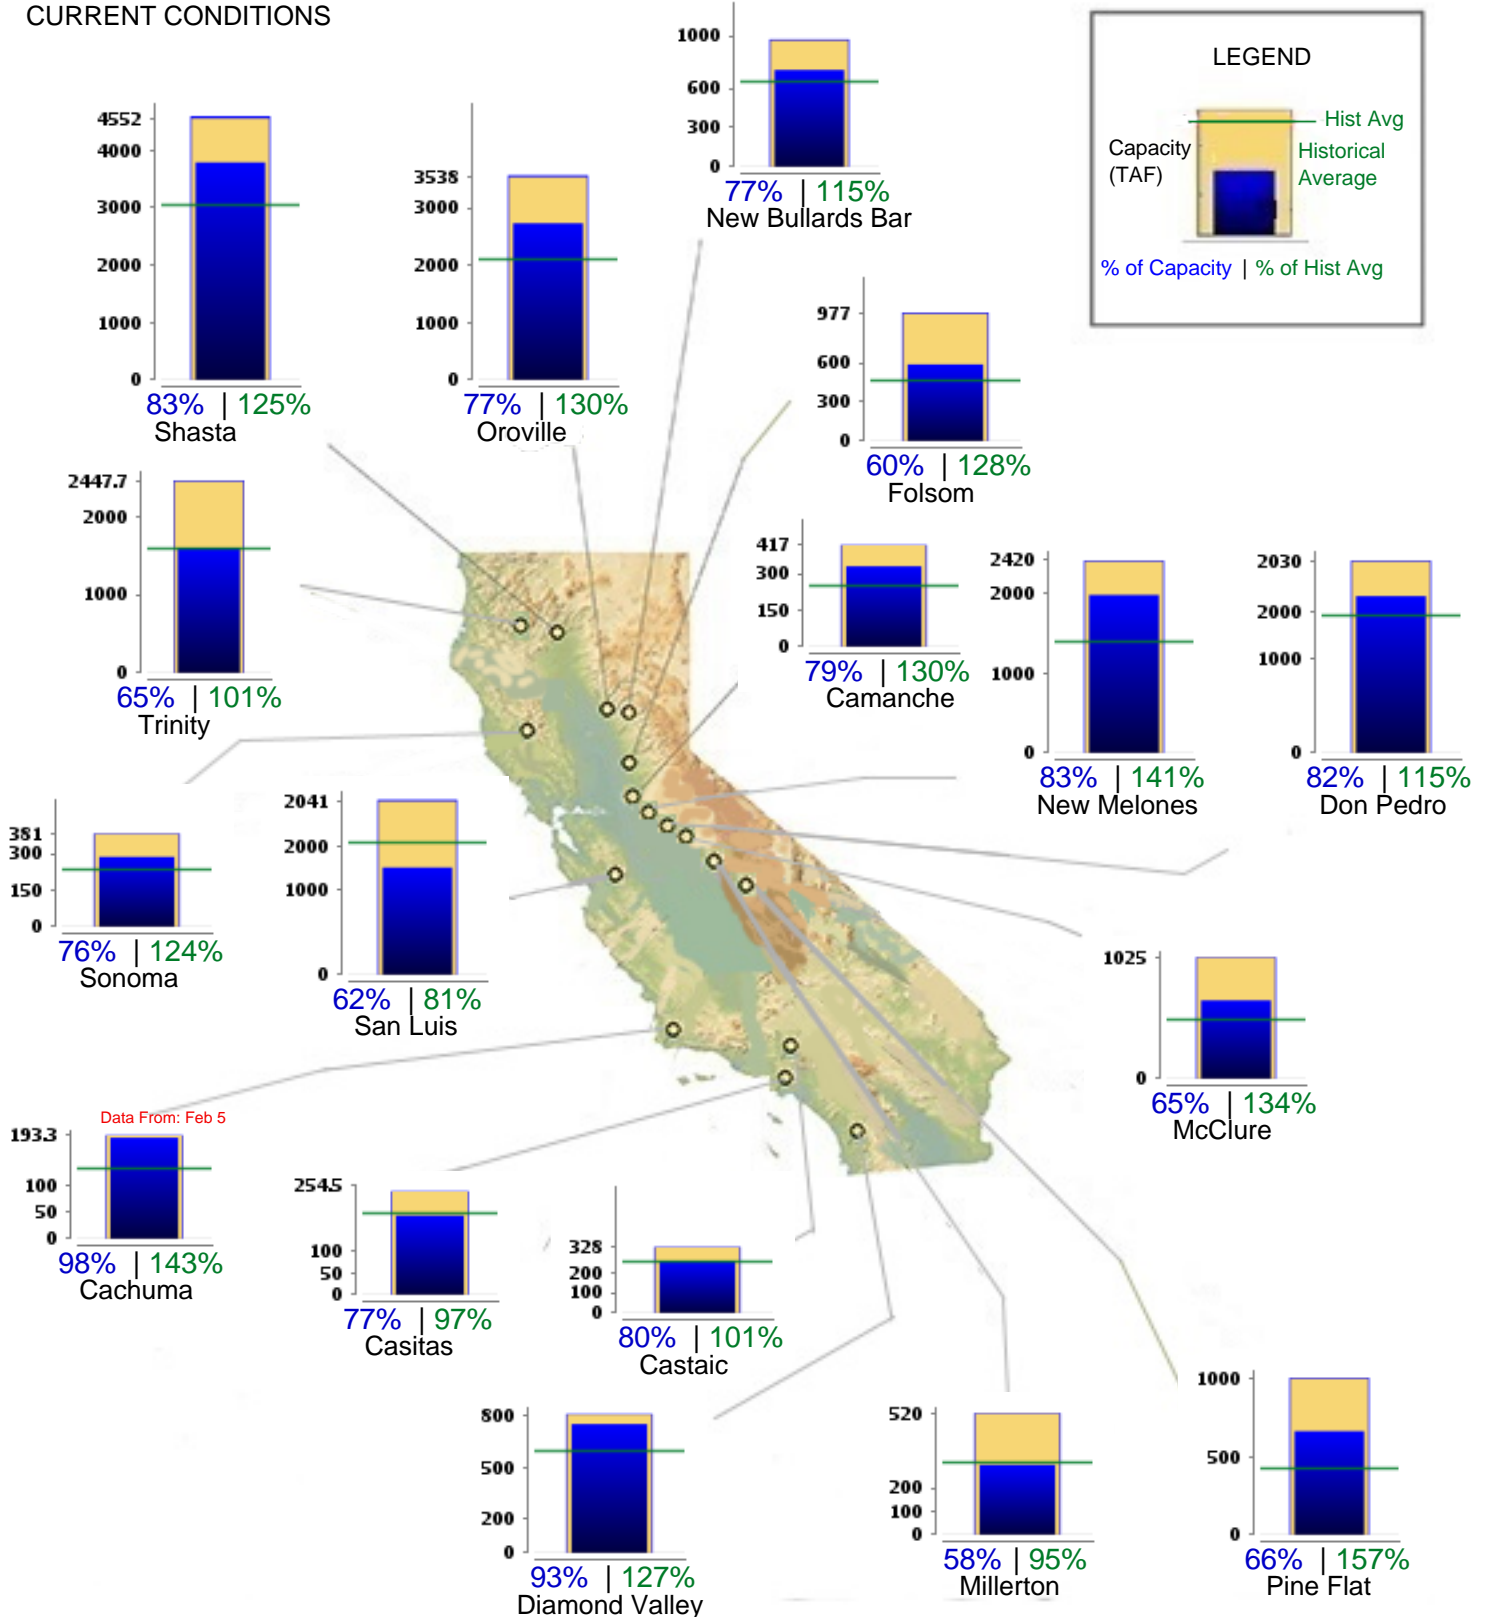 CURRENT CONDITIONS
LEGEND
Hist Avg
Capacity
(TAF)
Historical
Average
% of Capacity | % of Hist Avg
1000
600
300
0
77% | 115%
New Bullards Bar
4552
4000
3000
2000
1000
0
83% | 125%
Shasta
3538
3000
2000
1000
0
77% | 130%
Oroville
977
600
300
0
60% | 128%
Folsom
2447.7
2000
1000
0
65% | 101%
Trinity
417
300
150
0
79% | 130%
Camanche
2420
2000
1000
0
83% | 141%
New Melones
2030
2000
1000
0
82% | 115%
Don Pedro
381
300
150
0
76% | 124%
Sonoma
2041
2000
1000
0
62% | 81%
San Luis
1025
0
65% | 134%
McClure
Data From: Feb 5
193.3
100
50
0
98% | 143%
Cachuma
254.5
100
50
0
77% | 97%
Casitas
328
200
100
0
80% | 101%
Castaic
800
500
200
0
93% | 127%
Diamond Valley
520
200
100
0
58% | 95%
Millerton
1000
500
0
66% | 157%
Pine Flat